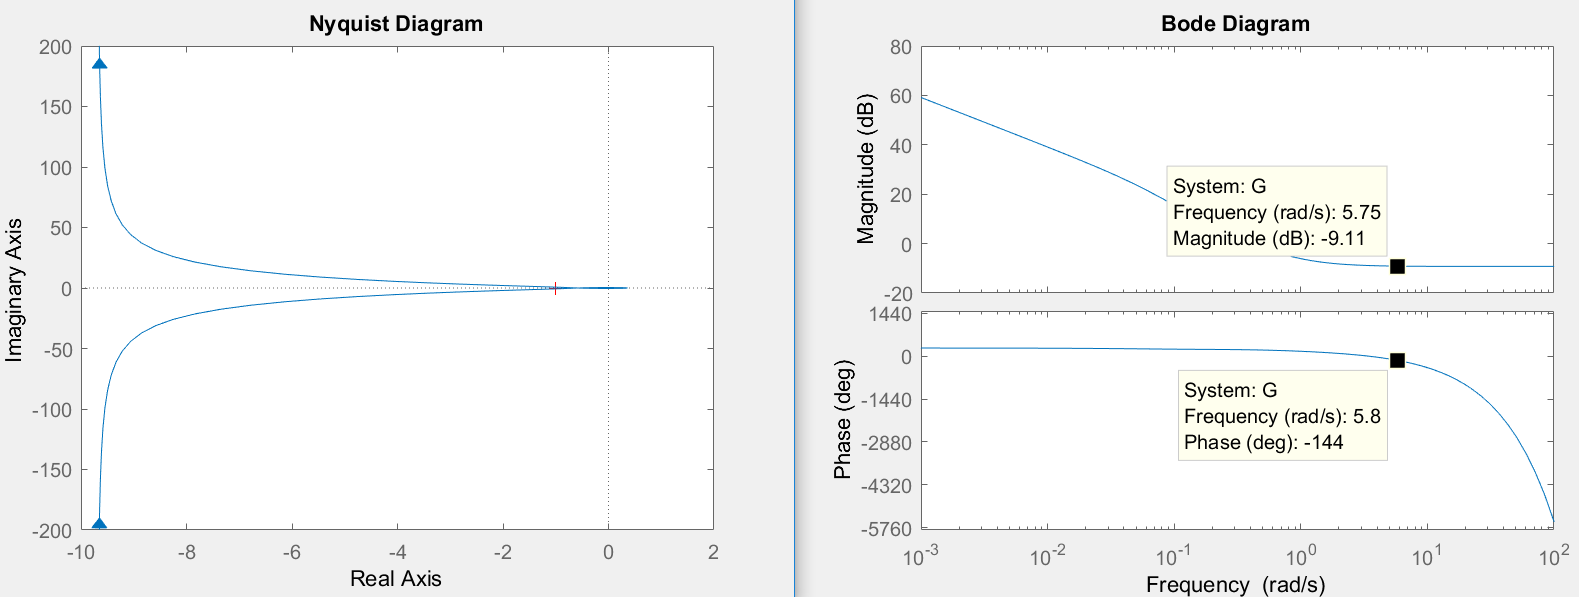 Nyquist Diagram
200
150
100
50
0
-50
-100
-150
-200
-10
-8
-6
-4
-2
0
2
Imaginary Axis
Real Axis
Bode Diagram
80
60
40
20
0
-20
Magnitude (dB)
System: G
Frequency (rad/s): 5.75
Magnitude (dB): -9.11
1440
0
-1440
-2880
-4320
-5760
Phase (deg)
System: G
Frequency (rad/s): 5.8
Phase (deg): -144
10^-3
10^-2
10^-1
10^0
10^1
10^2
Frequency (rad/s)